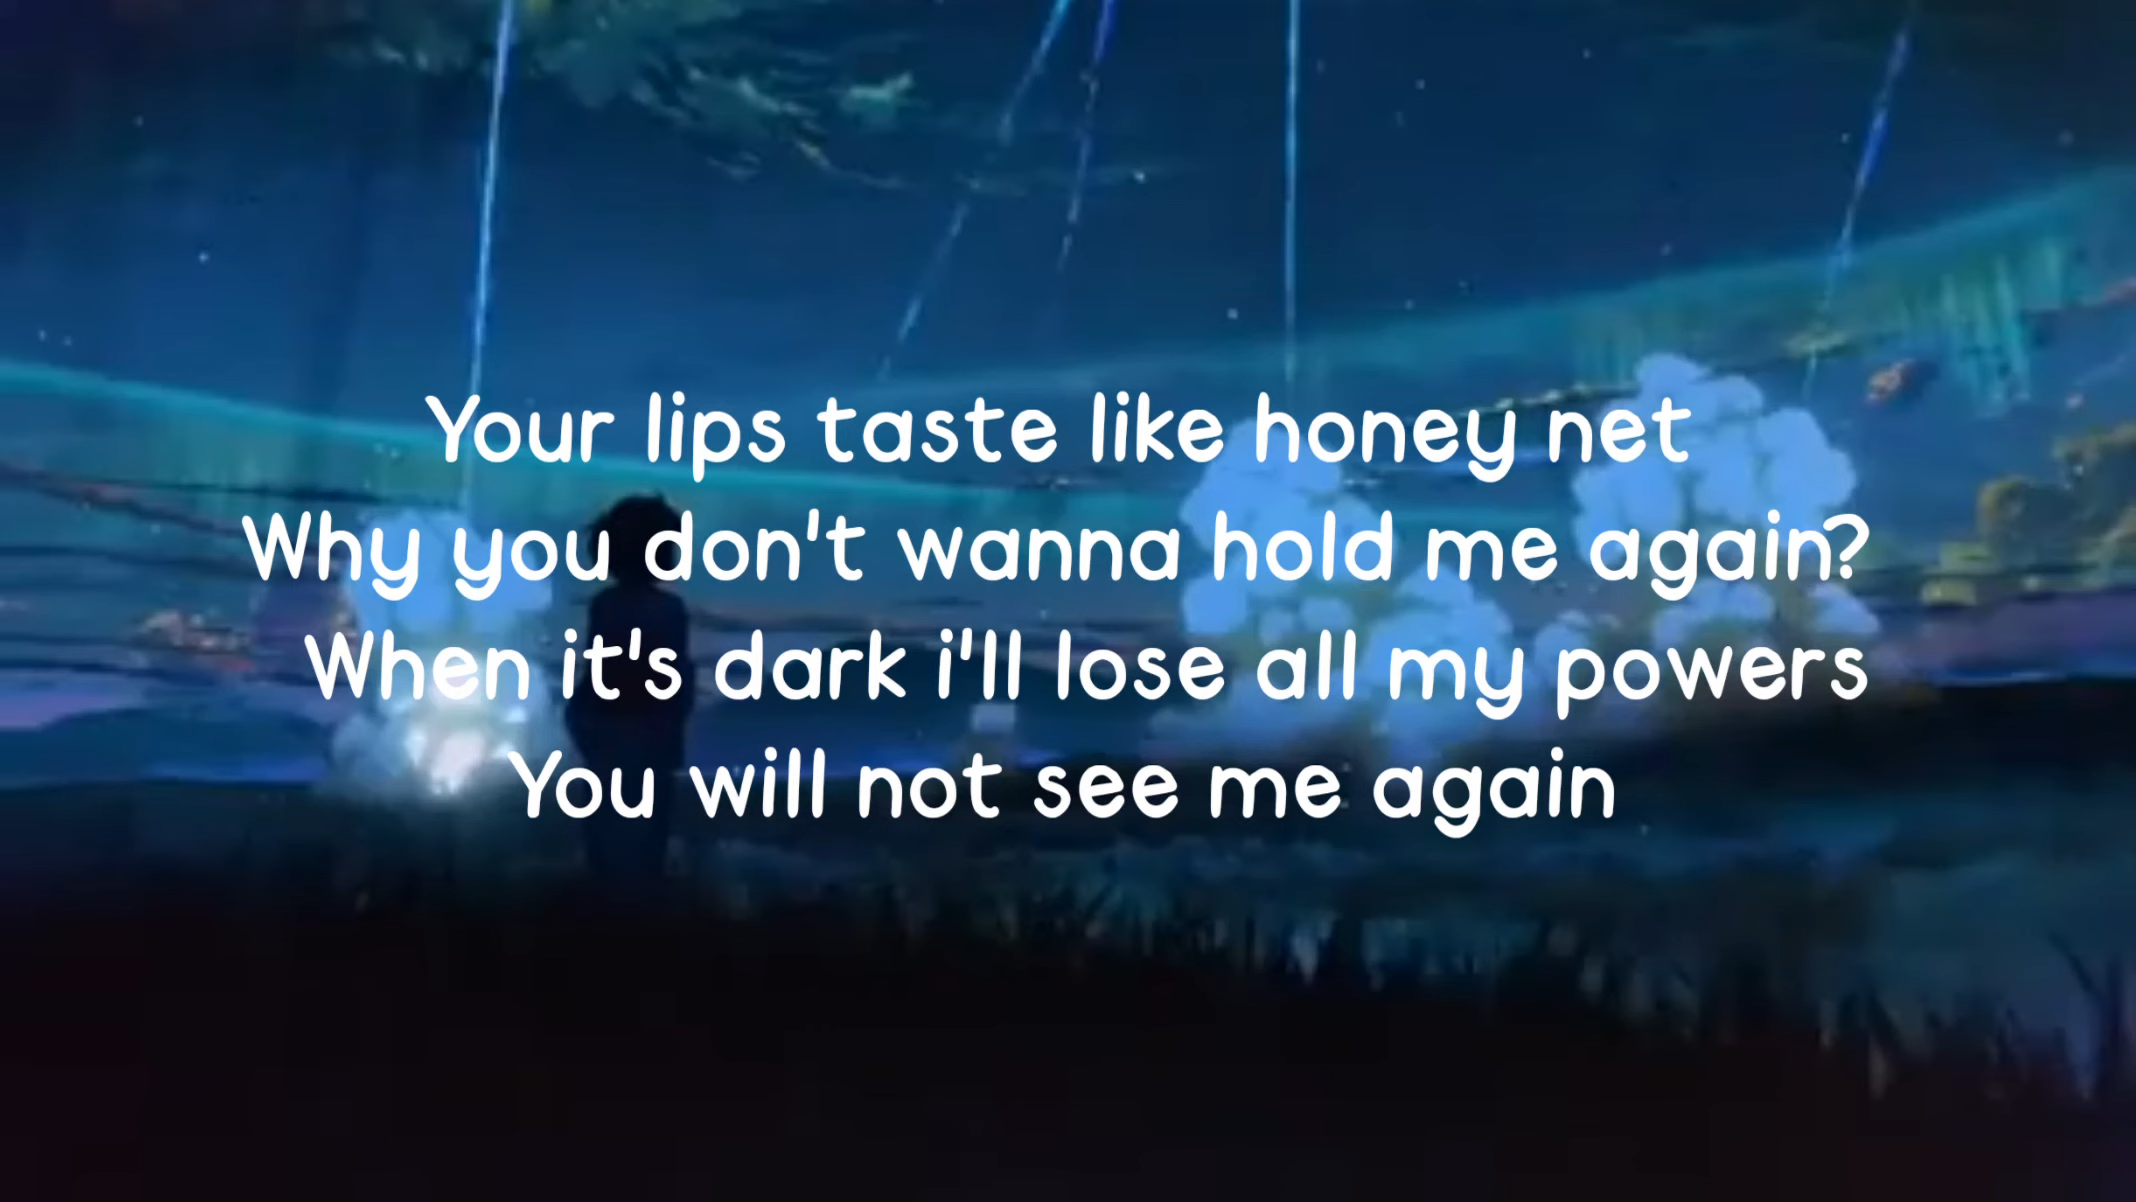 Your lips taste like honey net
Why you don't wanna hold me again?
When it's dark i'll lose all my powers
You will not see me again